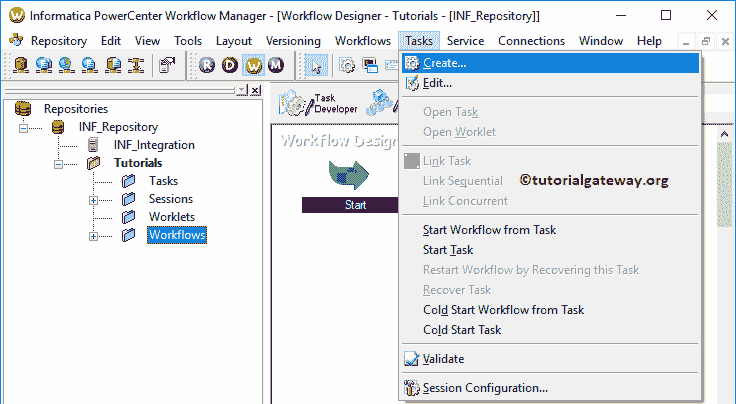 Informatica PowerCenter Workflow Manager - [Workflow Designer - Tutorials - [INF_Repository]]
Repository Edit View Tools Layout Versioning Workflows Tasks Service Connections Window Help
R D W M
Repositories
INF_Repository
INF_Integration
Tutorials
Tasks
Sessions
Worklets
Workflows
Task
Developer
Workflow Desig
Start
Create...
Edit...
Open Task
Open Worklet
Link Task
Link Sequential
Link Concurrent
©tutorialgateway.org
Start Workflow from Task
Start Task
Restart Workflow by Recovering this Task
Recover Task
Cold Start Workflow from Task
Cold Start Task
Validate
Session Configuration...